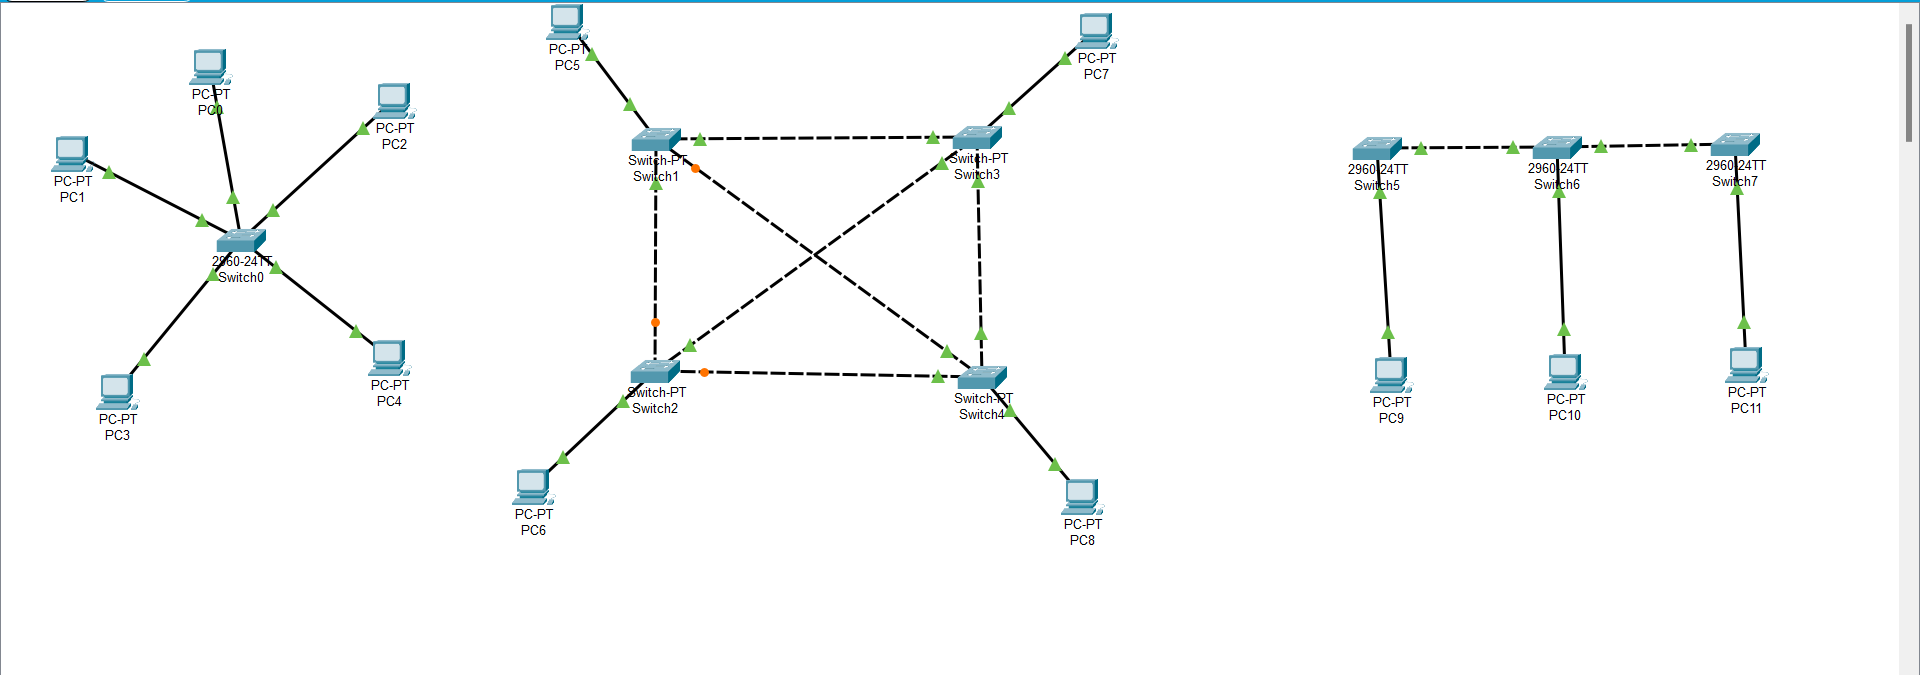 PC-PT
PC0
PC-PT
PC1
PC-PT
PC2
2960-24TT
Switch0
PC-PT
PC3
PC-PT
PC4
PC-PT
PC5
PC-PT
PC7
Switch-PT
Switch1
Switch-PT
Switch3
Switch-PT
Switch2
Switch-PT
Switch4
PC-PT
PC6
PC-PT
PC8
2960-24TT
Switch5
2960-24TT
Switch6
2960-24TT
Switch7
PC-PT
PC9
PC-PT
PC10
PC-PT
PC11